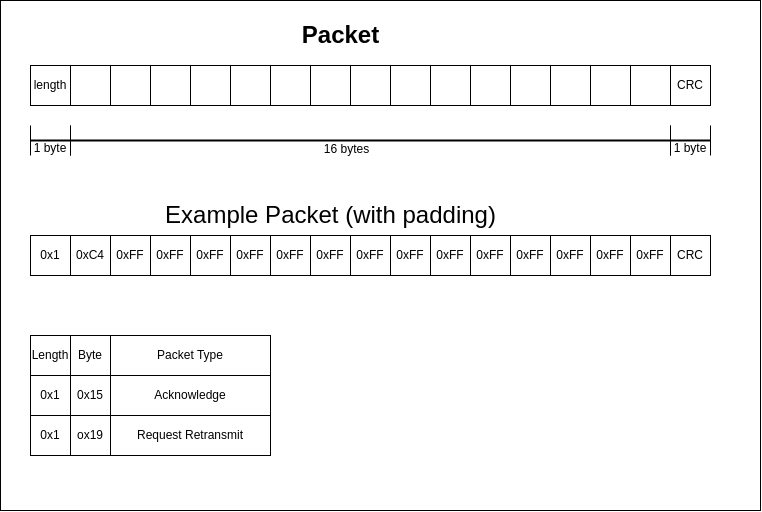 Packet
length CRC
1 byte 16 bytes 1 byte
Example Packet (with padding)
0x1 0xC4 0xFF 0xFF 0xFF 0xFF 0xFF 0xFF 0xFF 0xFF 0xFF 0xFF 0xFF 0xFF 0xFF 0xFF CRC
Length Byte Packet Type
0x1 0x15 Acknowledge
0x1 ox19 Request Retransmit